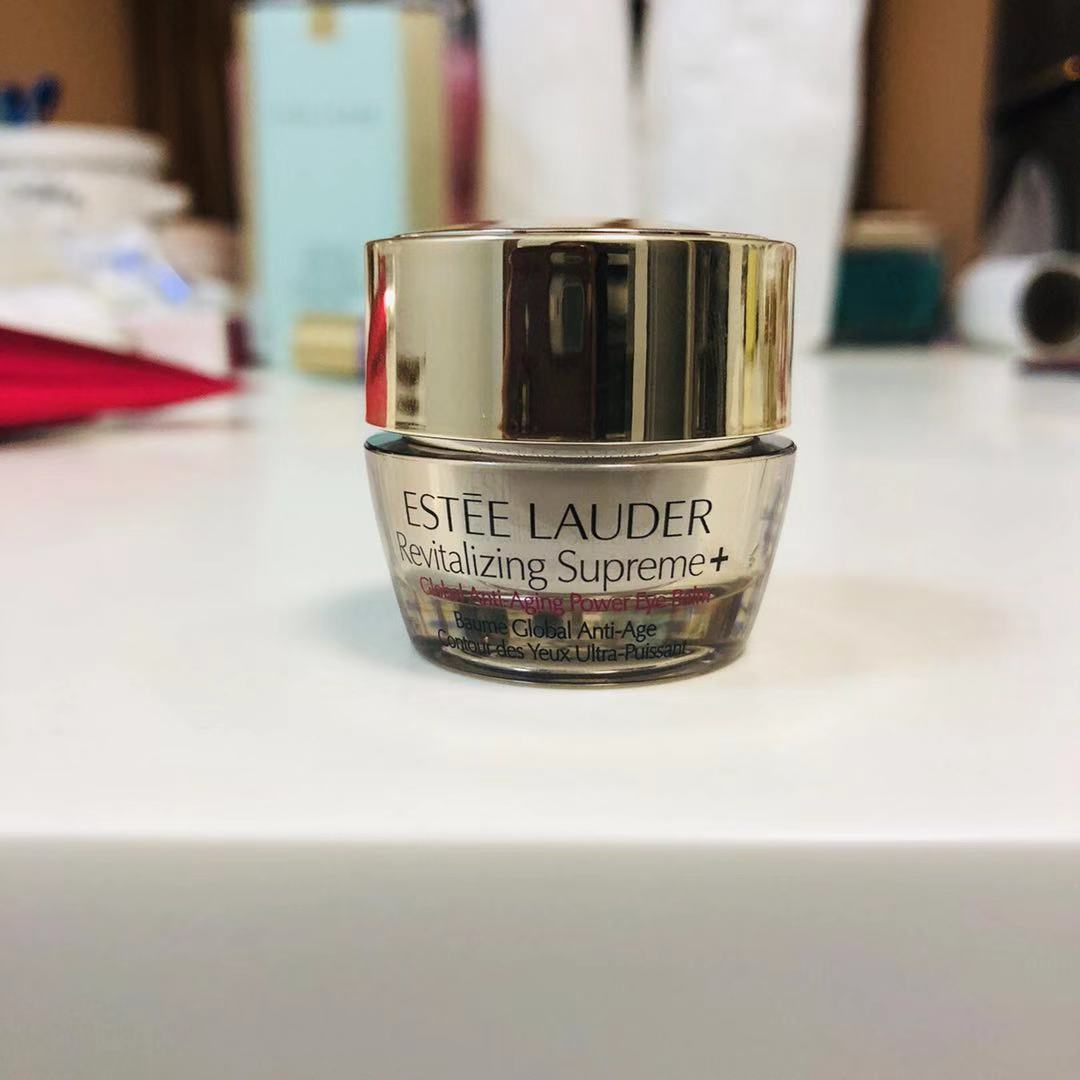 ESTĒE LAUDER
Revitalizing Supreme+
Global Anti-Aging Power Eye Balm
Baume Global Anti-Age
Contour des Yeux Ultra-Puissant